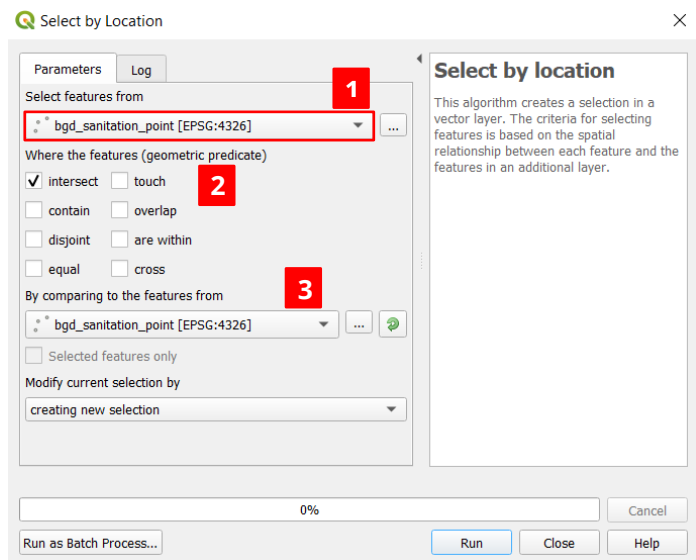 Select by Location
Parameters
Log
Select features from
1
bgd_sanitation_point [EPSG:4326]
...
Where the features (geometric predicate)
intersect
touch
2
contain
overlap
disjoint
are within
equal
cross
By comparing to the features from
3
bgd_sanitation_point [EPSG:4326]
...
Selected features only
Modify current selection by
creating new selection
Select by location
This algorithm creates a selection in a
vector layer. The criteria for selecting
features is based on the spatial
relationship between each feature and the
features in an additional layer.
0%
Cancel
Run as Batch Process...
Run
Close
Help